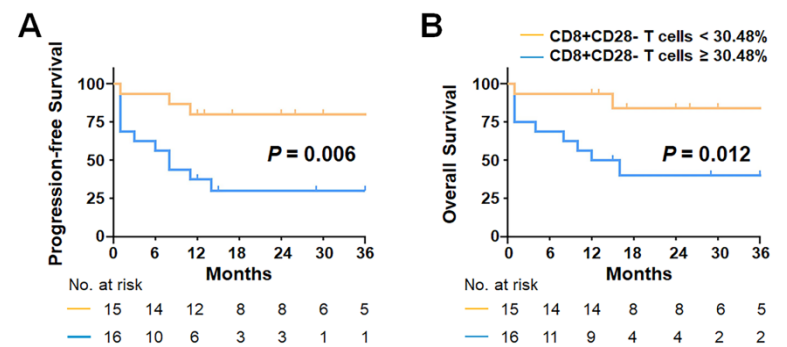 A
Progression-free Survival
100
75
50
25
0
P = 0.006
0 6 12 18 24 30 36
Months
No. at risk
15 14 12 8 8 6 5
16 10 6 3 3 1 1
B
CD8+CD28- T cells < 30.48%
CD8+CD28- T cells ≥ 30.48%
Overall Survival
100
75
50
25
0
P = 0.012
0 6 12 18 24 30 36
Months
No. at risk
15 14 14 8 8 6 5
16 11 9 4 4 2 2